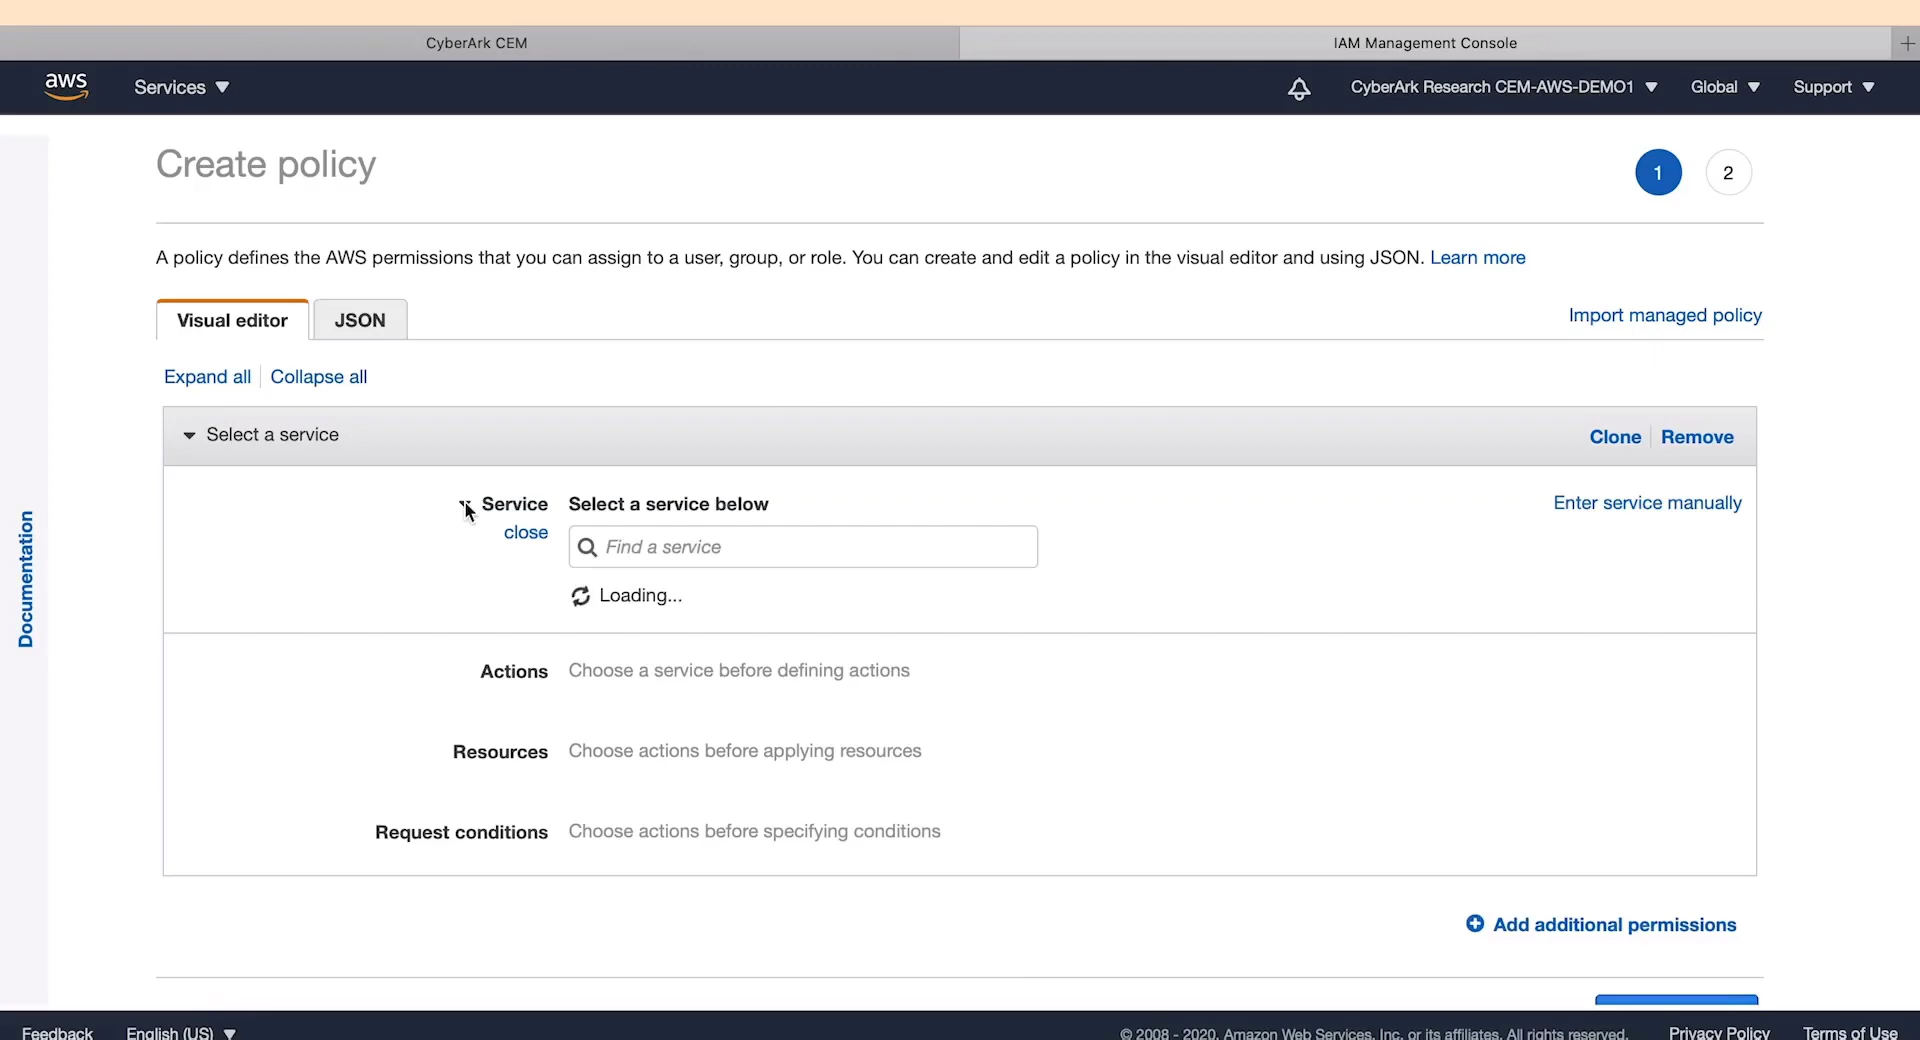 CyberArk CEM
IAM Management Console
aws
Services
CyberArk Research CEM-AWS-DEMO1
Global
Support
Create policy
1
2
A policy defines the AWS permissions that you can assign to a user, group, or role. You can create and edit a policy in the visual editor and using JSON. Learn more
Visual editor
JSON
Import managed policy
Expand all
Collapse all
Select a service
Clone
Remove
Service
Select a service below
Enter service manually
close
Find a service
Loading...
Documentation
Actions
Choose a service before defining actions
Resources
Choose actions before applying resources
Request conditions
Choose actions before specifying conditions
Add additional permissions
Feedback
English (US)
© 2008 - 2020, Amazon Web Services, Inc. or its affiliates. All rights reserved.
Privacy Policy
Terms of Use